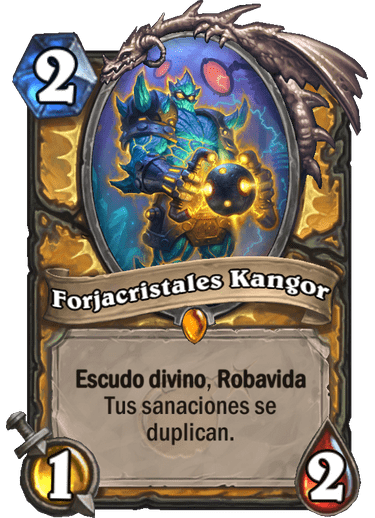 2
Forjacristales Kangor
Escudo divino, Robavida
Tus sanaciones se
duplican.
1
2